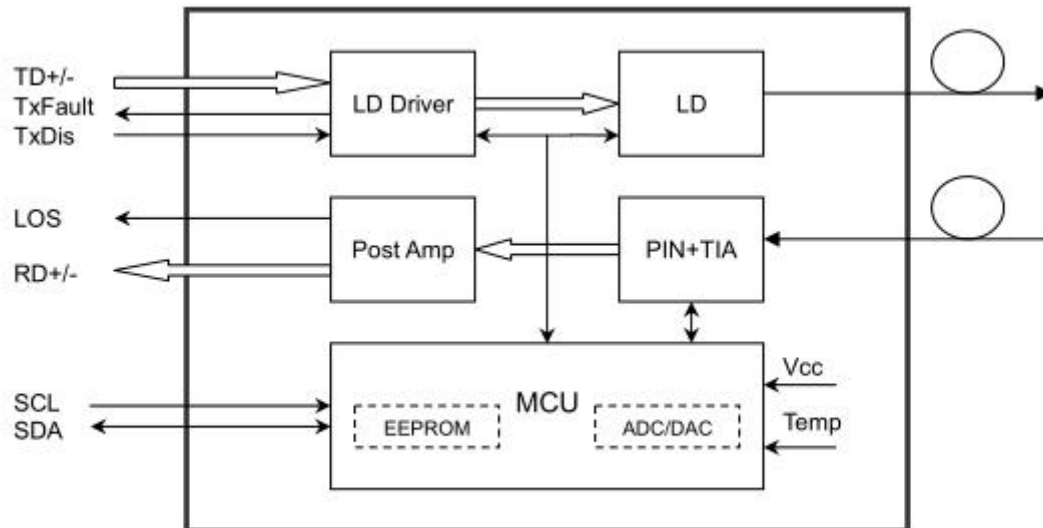 TD+/-
TxFault
TxDis
LD Driver
LD
LOS
RD+/-
Post Amp
PIN+TIA
SCL
SDA
MCU
EEPROM
ADC/DAC
Vcc
Temp